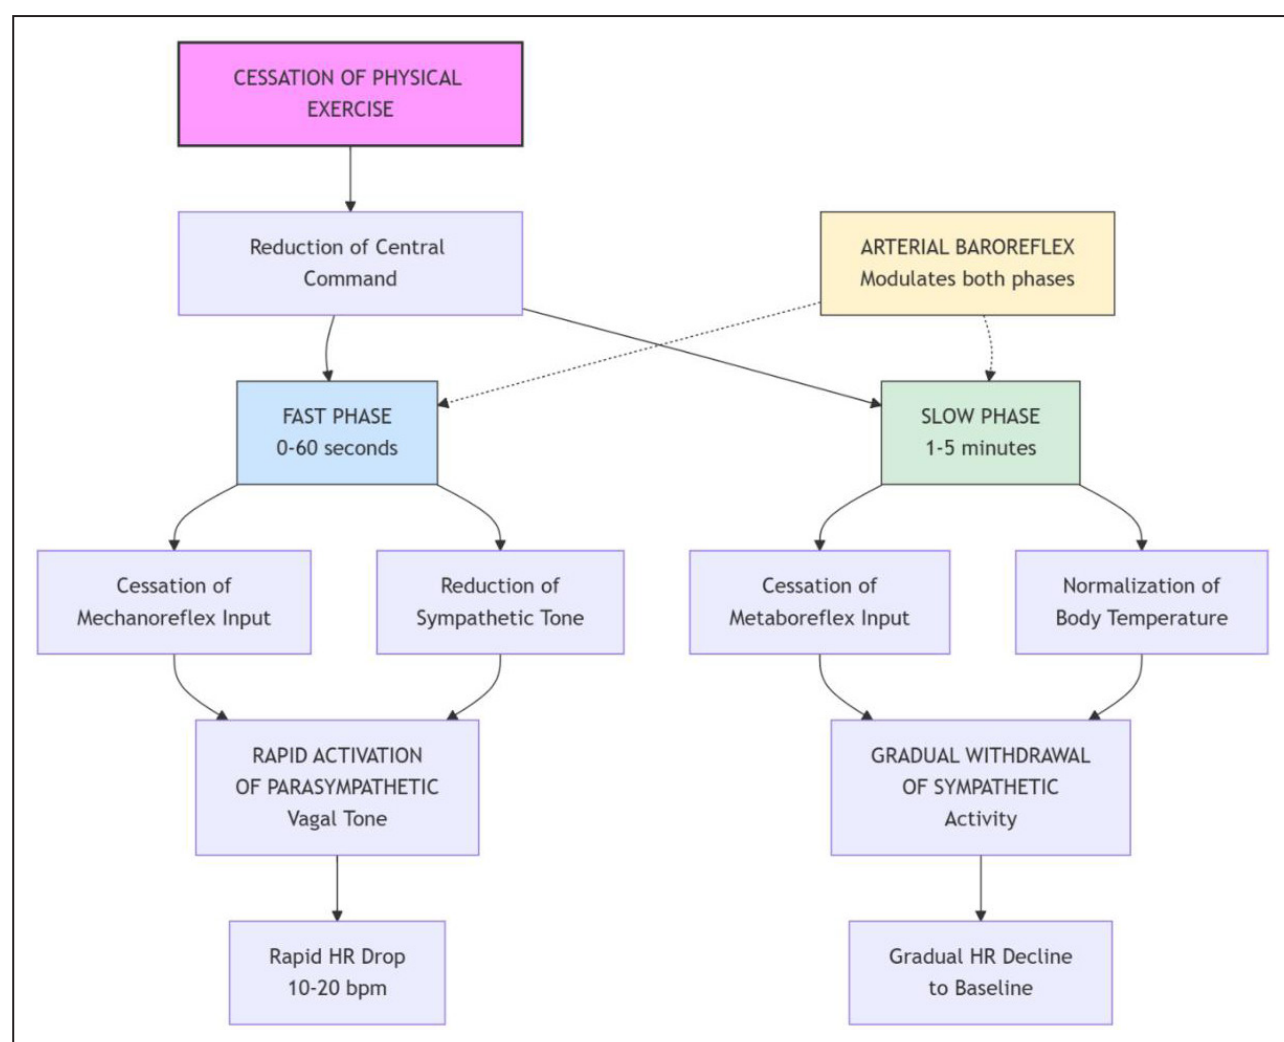 CESSATION OF PHYSICAL
EXERCISE
Reduction of Central
Command
ARTERIAL BAROREFLEX
Modulates both phases
FAST PHASE
0-60 seconds
SLOW PHASE
1-5 minutes
Cessation of
Mechanoreflex Input
Reduction of
Sympathetic Tone
Cessation of
Metaboreflex Input
Normalization of
Body Temperature
RAPID ACTIVATION
OF PARASYMPATHETIC
Vagal Tone
GRADUAL WITHDRAWAL
OF SYMPATHETIC
Activity
Rapid HR Drop
10-20 bpm
Gradual HR Decline
to Baseline